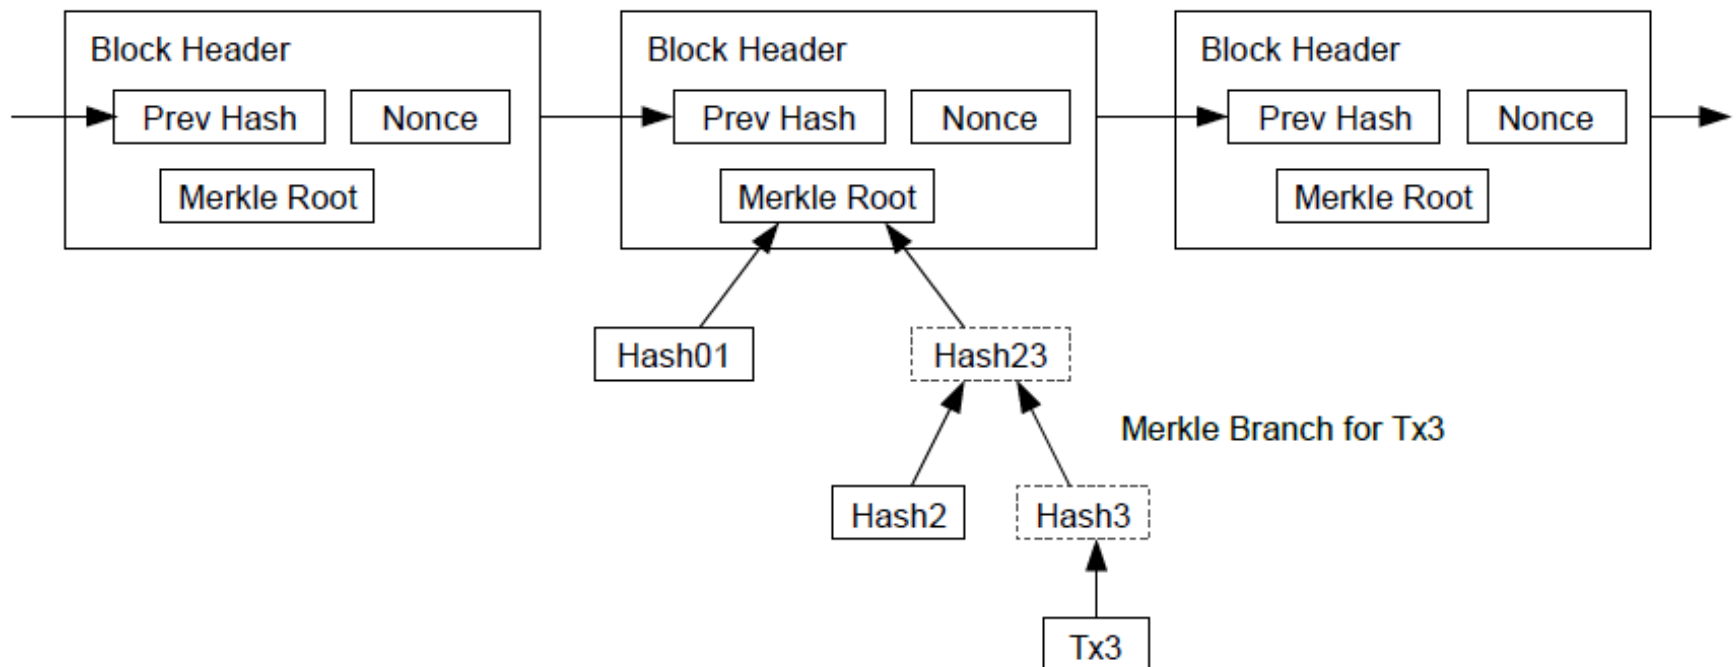 Block Header
Block Header
Block Header
Prev Hash
Nonce
Prev Hash
Nonce
Prev Hash
Nonce
Merkle Root
Merkle Root
Merkle Root
Hash01
Hash23
Merkle Branch for Tx3
Hash2
Hash3
Tx3